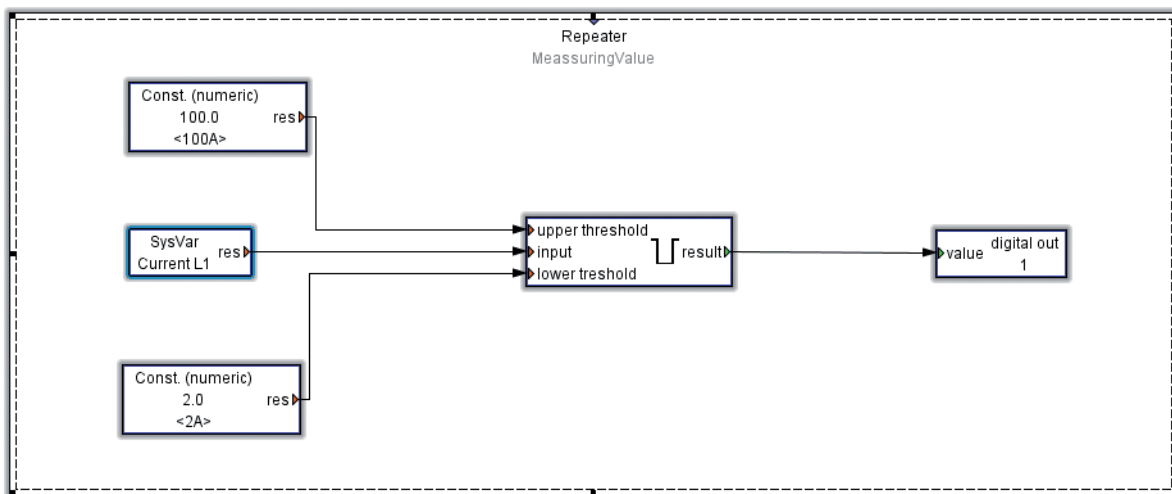 Repeater
MeassuringValue
Const. (numeric)
100.0
res
<100A>
SysVar
res
Current L1
upper threshold
input
result
lower treshold
digital out
value
1
Const. (numeric)
2.0
res
<2A>